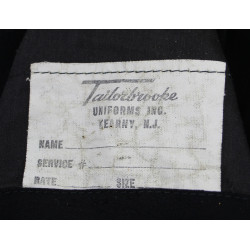 Tailorbrooke
UNIFORMS INC.
KEARNY, N.J.
NAME
SERVICE #
RATE SIZE